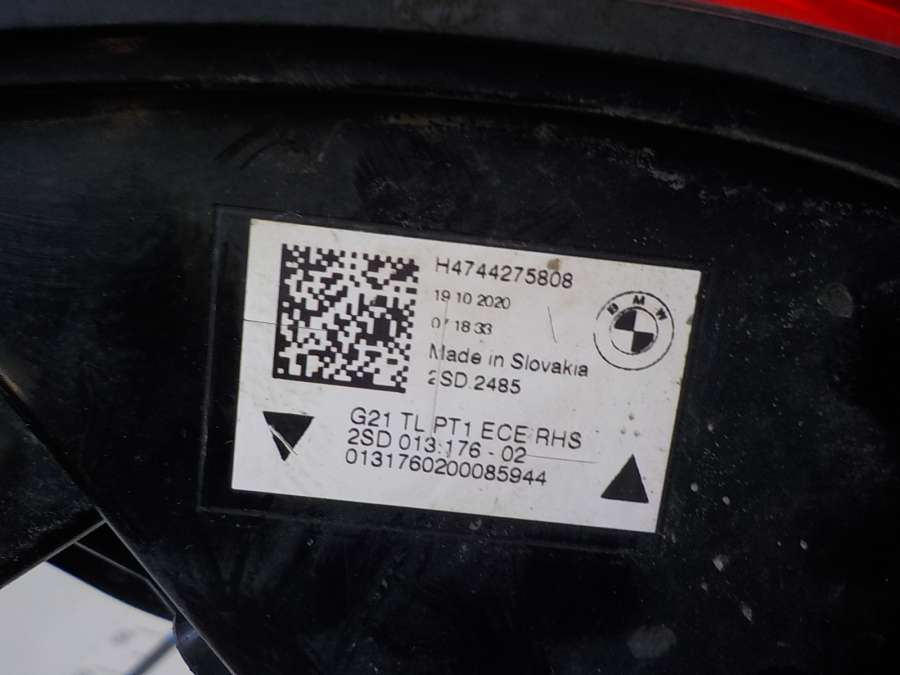 H4744275808
19 10 2020
07 18 33
Made in Slovakia
2SD.2485
BMW
G21 TL PT1 ECE RHS
2SD 013.176 - 02
0131760200085944